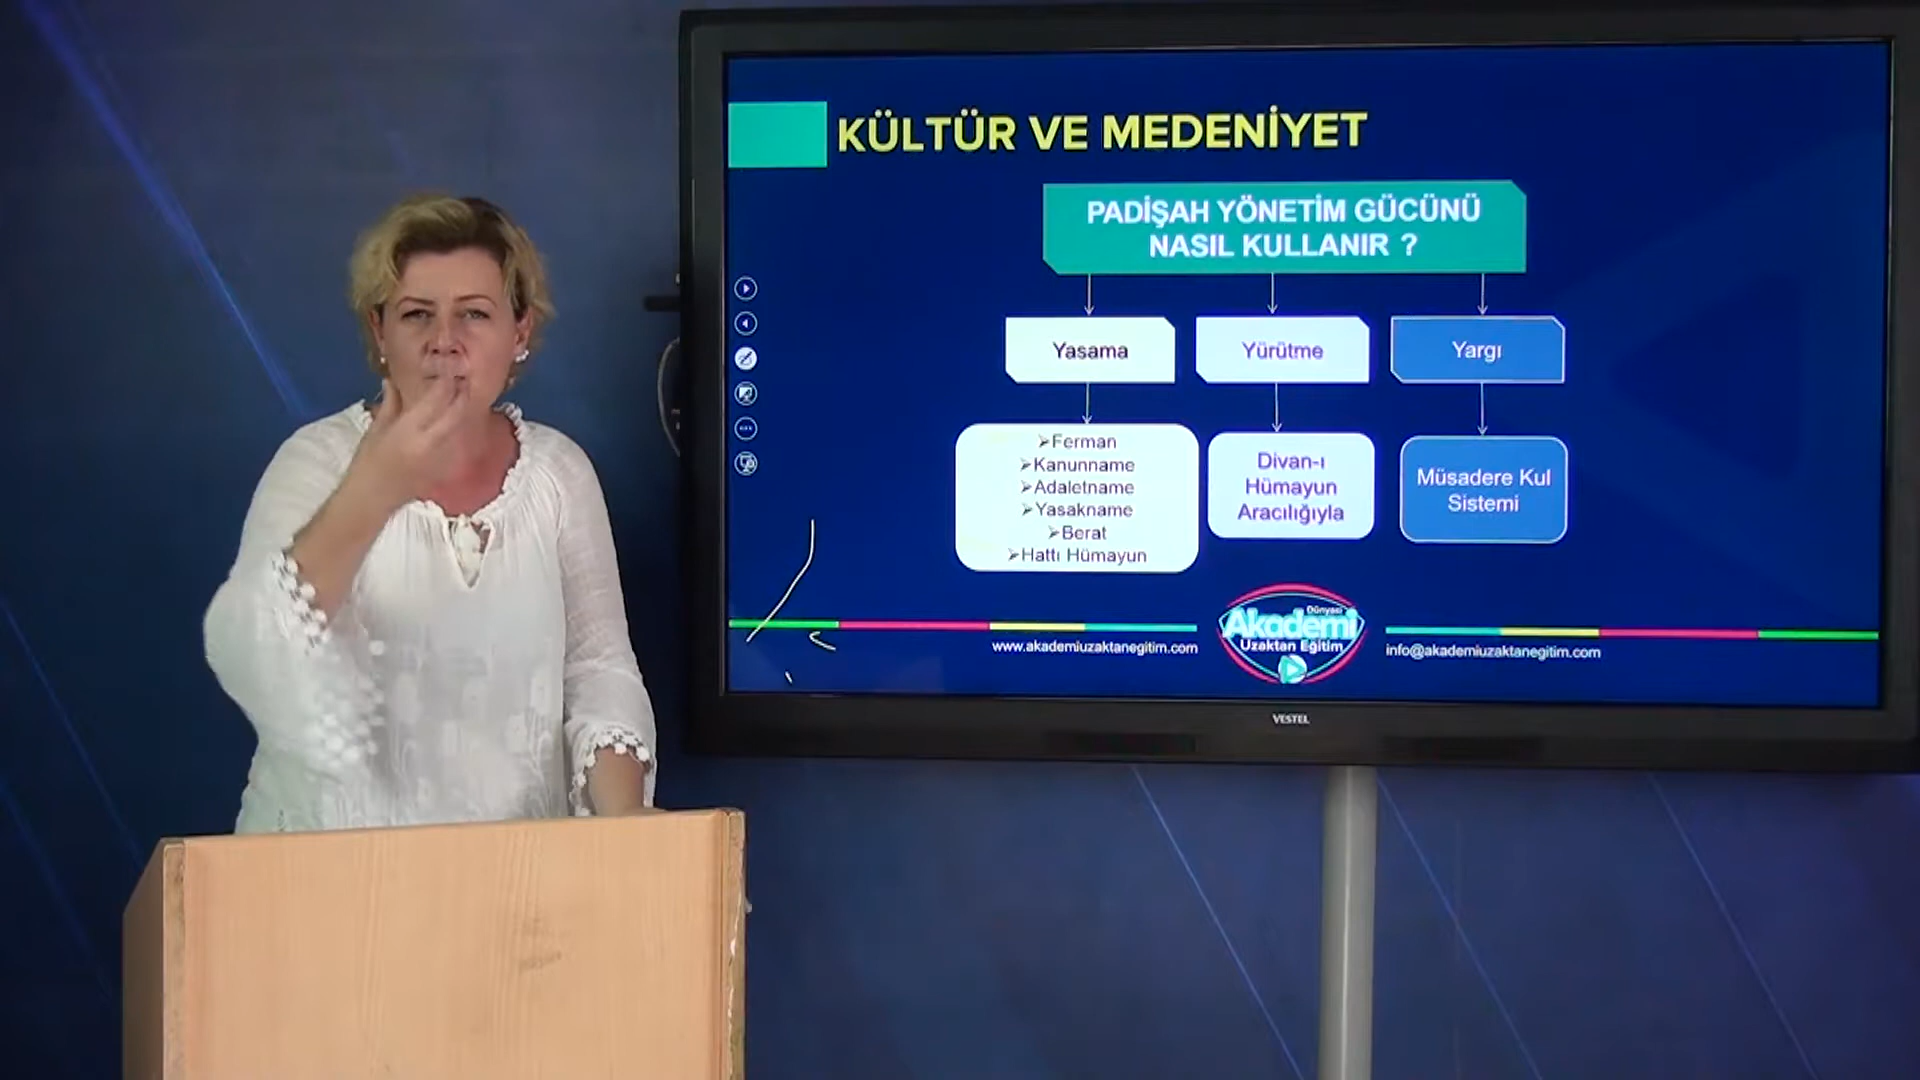 KÜLTÜR VE MEDENİYET
PADİŞAH YÖNETİM GÜCÜNÜ
NASIL KULLANIR ?
Yasama
Yürütme
Yargı
➢Ferman
➢Kanunname
➢Adaletname
➢Yasakname
➢Berat
➢Hattı Hümayun
Divan-ı
Hümayun
Aracılığıyla
Müsadere Kul
Sistemi
www.akademiuzaktanegitim.com
Dünyası
Akademi
Uzaktan Eğitim
info@akademiuzaktanegitim.com
VESTEL